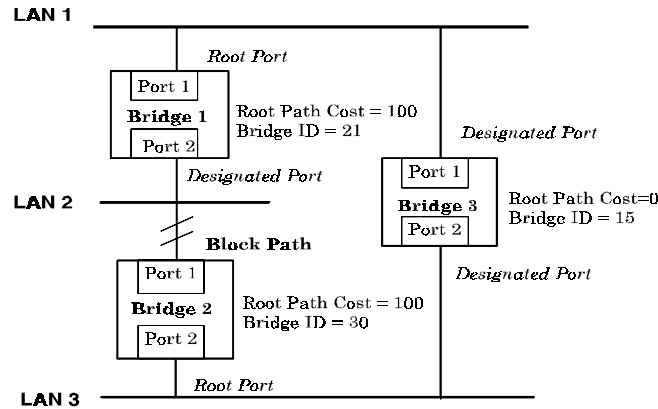 LAN 1
Root Port
Port 1
Bridge 1
Port 2
Root Path Cost = 100
Bridge ID = 21
Designated Port
LAN 2
Block Path
Port 1
Bridge 2
Port 2
Root Path Cost = 100
Bridge ID = 30
Root Port
Designated Port
Port 1
Bridge 3
Port 2
Root Path Cost=0
Bridge ID = 15
Designated Port
LAN 3